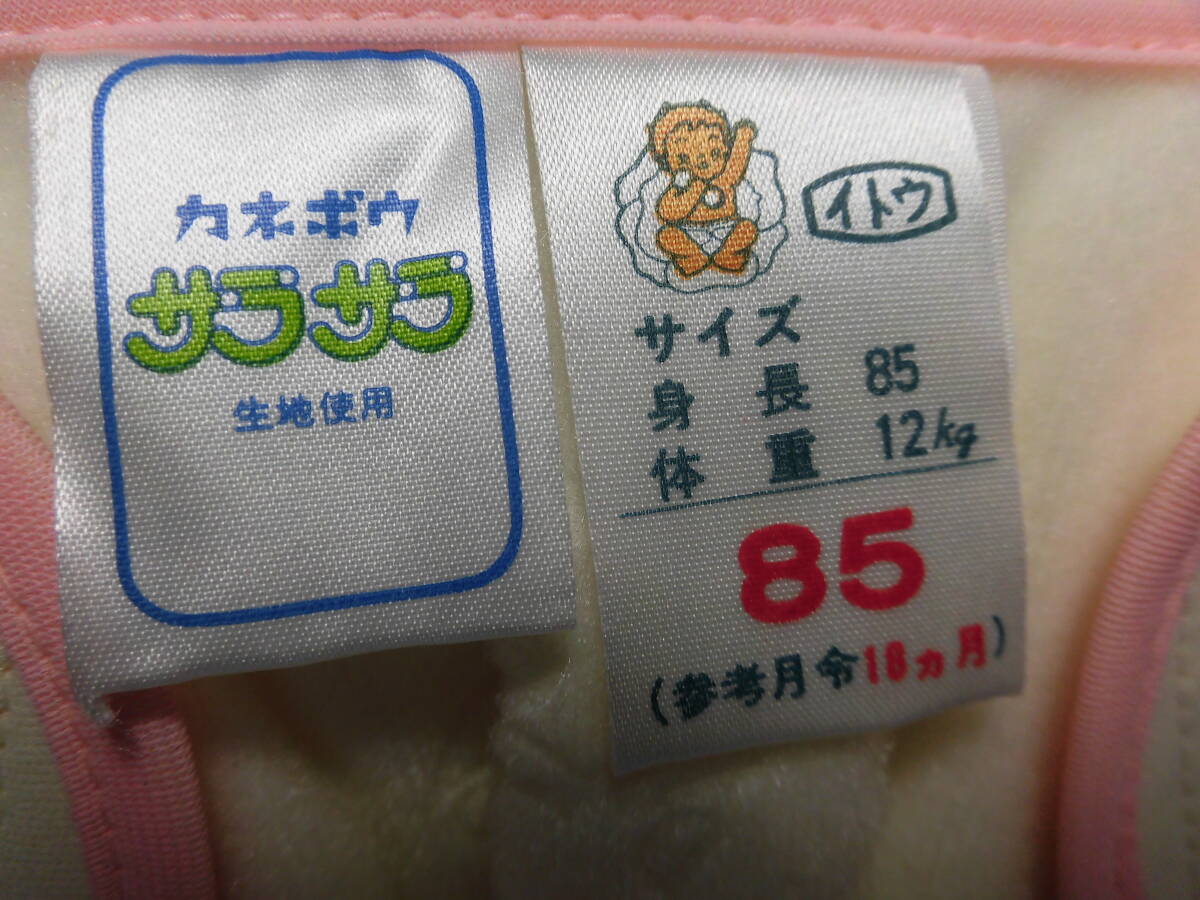 カネボウ
サラサラ
生地使用
イトウ
サイズ
身長 85
体重 12kg
85
(参考月令18ヵ月)